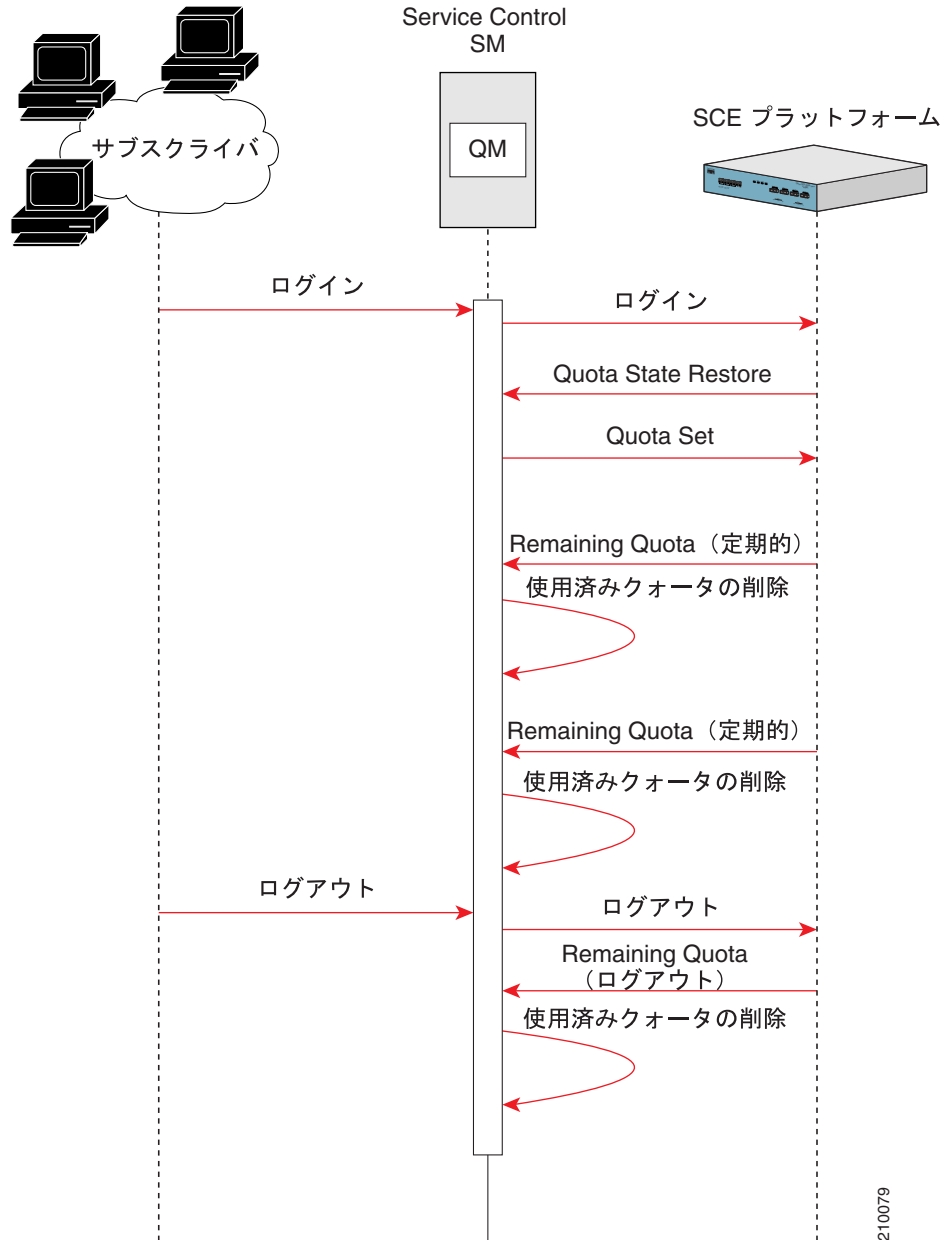 Service Control
SM
SCE プラットフォーム
サブスクライバ
QM
ログイン
ログイン
Quota State Restore
Quota Set
Remaining Quota（定期的）
使用済みクォータの削除
Remaining Quota（定期的）
使用済みクォータの削除
ログアウト
ログアウト
Remaining Quota
（ログアウト）
使用済みクォータの削除
210079